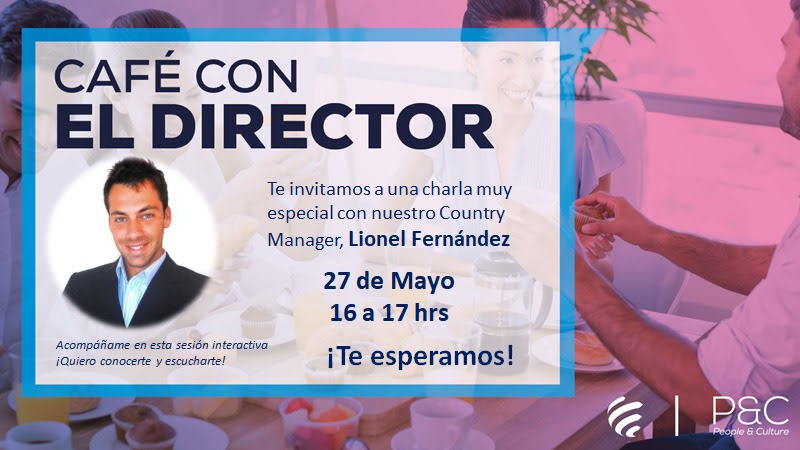 CAFÉ CON
EL DIRECTOR
Te invitamos a una charla muy
especial con nuestro Country
Manager, Lionel Fernández
27 de Mayo
16 a 17 hrs
¡Te esperamos!
Acompáñame en esta sesión interactiva
¡Quiero conocerte y escucharte!
P&C
People & Culture